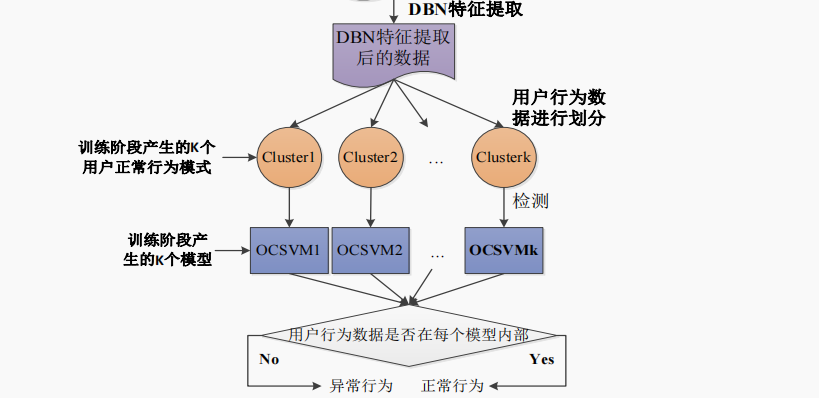 DBN特征提取
DBN特征提取
后的数据
用户行为数
据进行划分
训练阶段产生的K个
用户正常行为模式
Cluster1
Cluster2
...
Clusterk
检测
训练阶段产
生的K个模型
OCSVM1
OCSVM2
...
OCSVMk
用户行为数据是否在每个模型内部
No
Yes
异常行为
正常行为